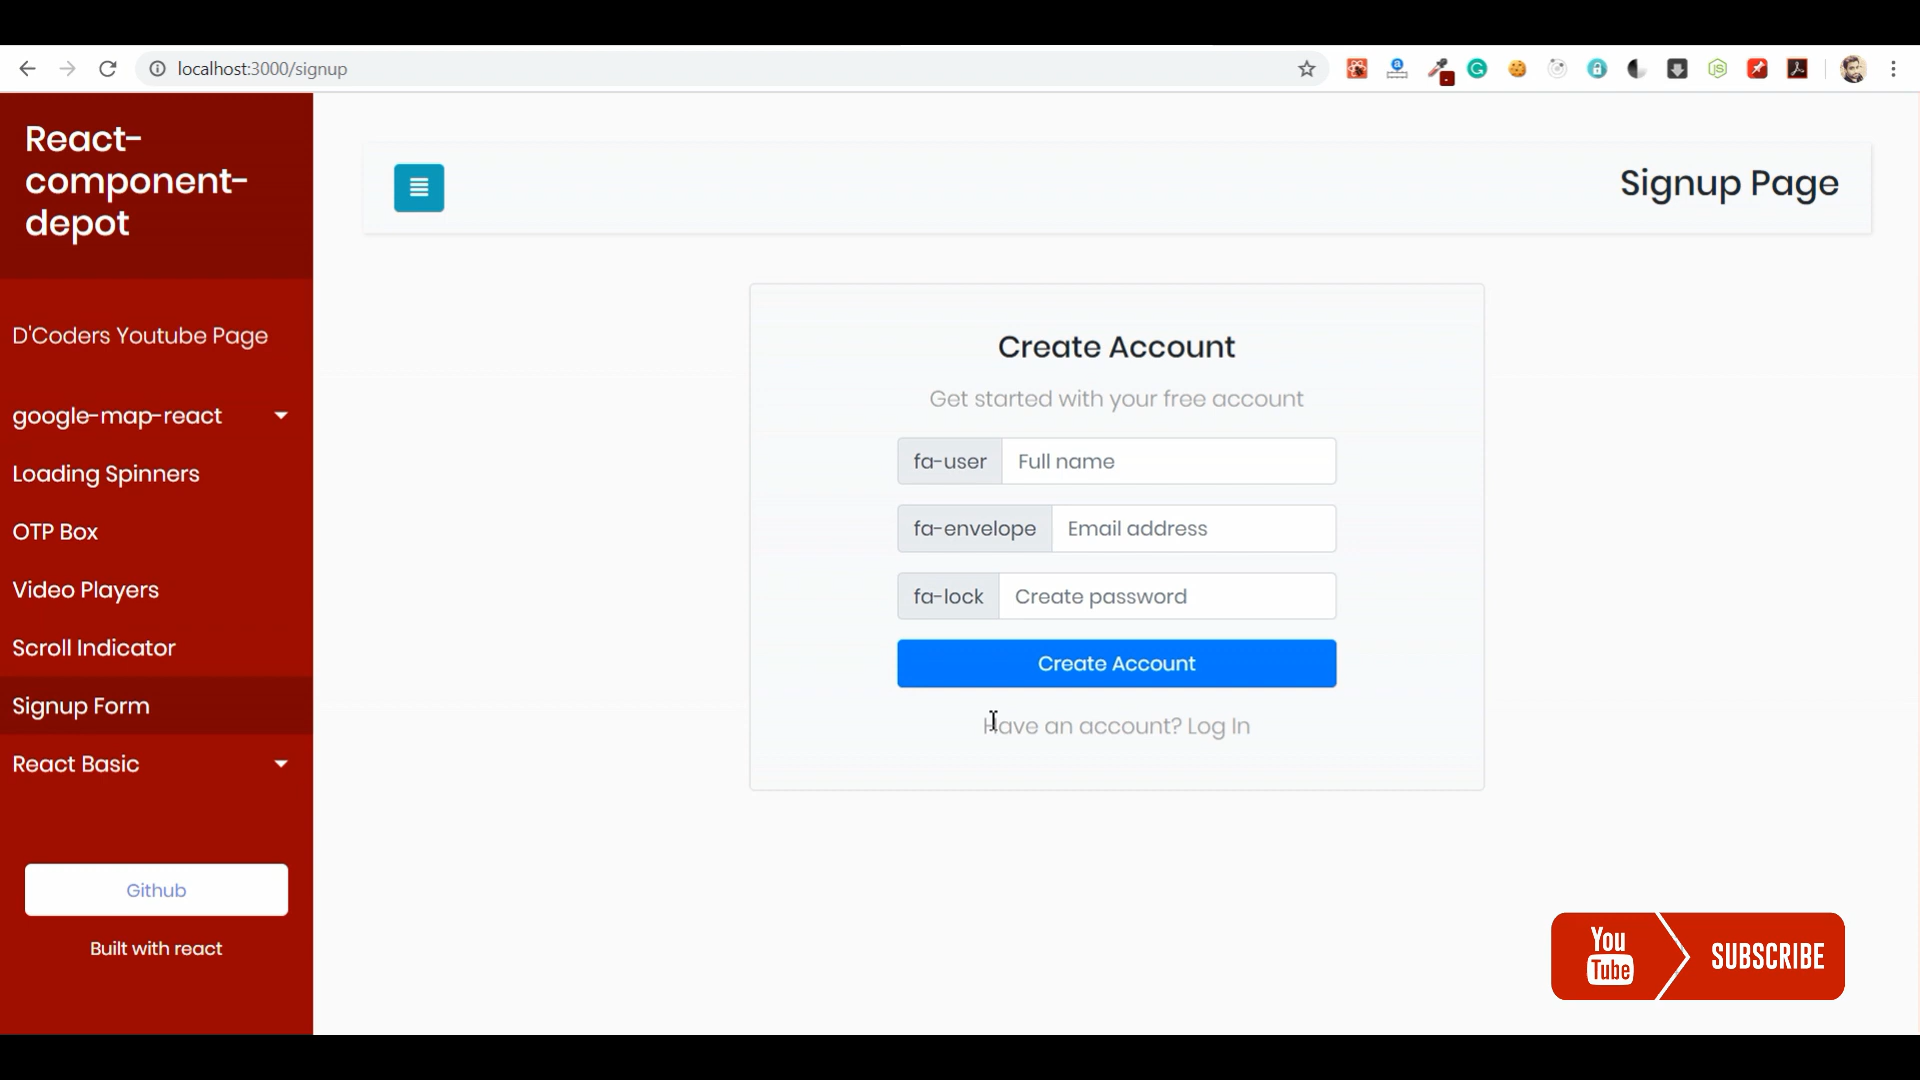 localhost:3000/signup
React-
component-
depot
D'Coders Youtube Page
google-map-react
Loading Spinners
OTP Box
Video Players
Scroll Indicator
Signup Form
React Basic
Github
Built with react
Signup Page
Create Account
Get started with your free account
fa-user Full name
fa-envelope Email address
fa-lock Create password
Create Account
Have an account? Log In
You
Tube
SUBSCRIBE